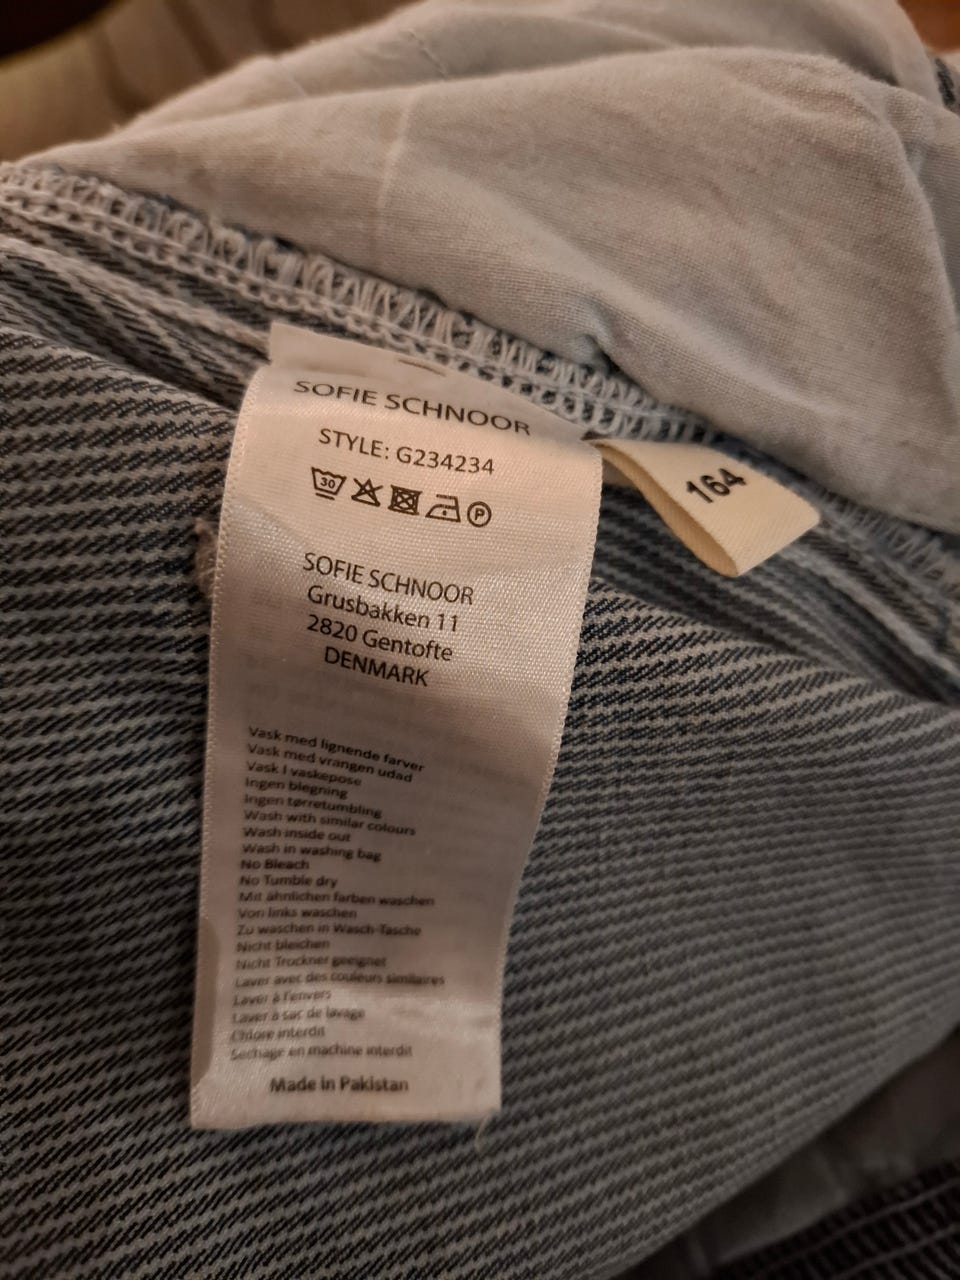 SOFIE SCHNOOR
STYLE: G234234
30 P
164
SOFIE SCHNOOR
Grusbakken 11
2820 Gentofte
DENMARK
Vask med lignende farver
Vask med vrangen udad
Vask I vaskepose
Ingen blegning
Ingen tørretumbling
Wash with similar colours
Wash inside out
Wash in washing bag
No Bleach
No Tumble dry
Mit ähnlichen farben waschen
Von links waschen
Zu waschen in Wasch-Tasche
Nicht bleichen
Nicht Trockner geeignet
Laver avec des couleurs similaires
Laver à l'envers
Laver à sac de lavage
Chlore interdit
Sechage en machine interdit
Made in Pakistan